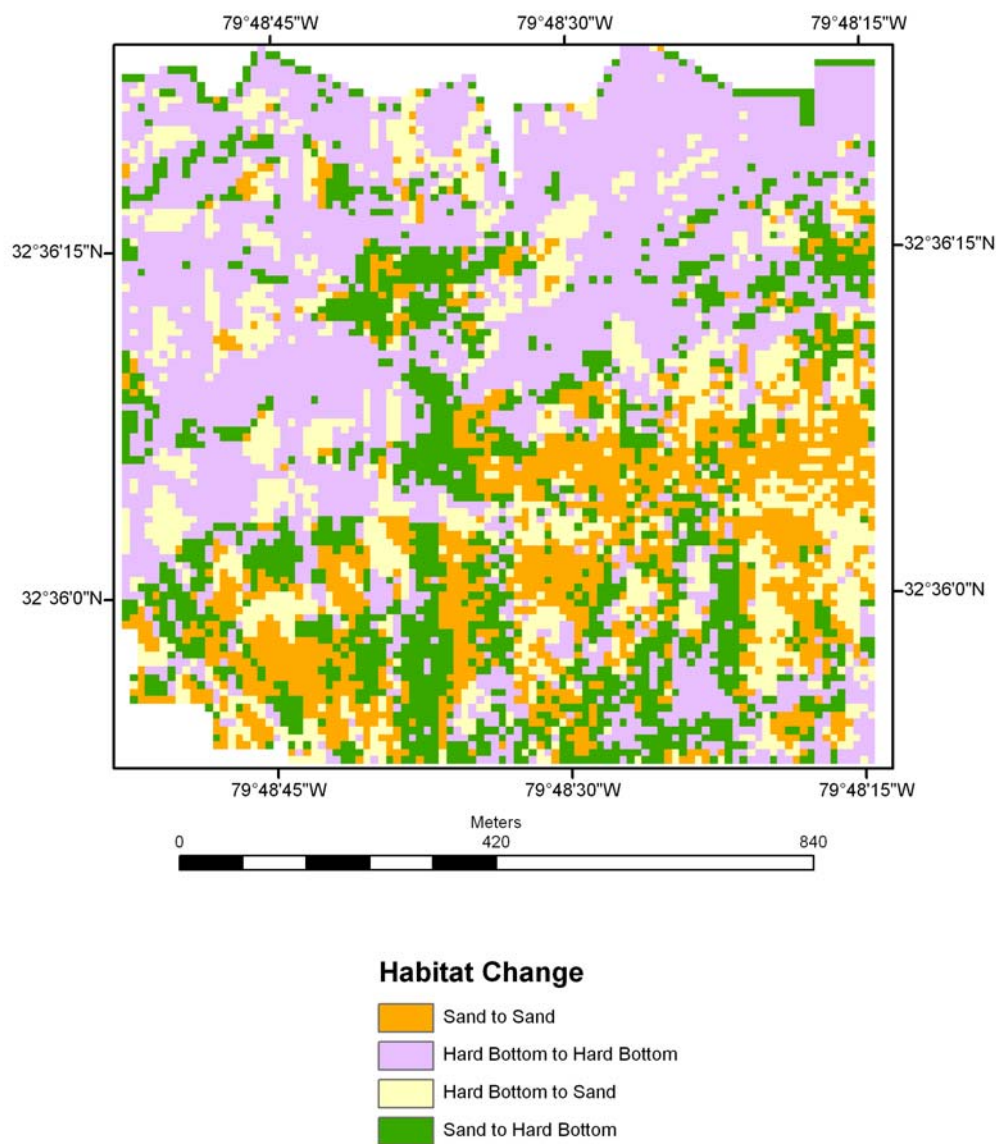 79°48'45"W 79°48'30"W 79°48'15"W
32°36'15"N 32°36'15"N
32°36'0"N 32°36'0"N
79°48'45"W 79°48'30"W 79°48'15"W
Meters
0 420 840
Habitat Change
Sand to Sand
Hard Bottom to Hard Bottom
Hard Bottom to Sand
Sand to Hard Bottom